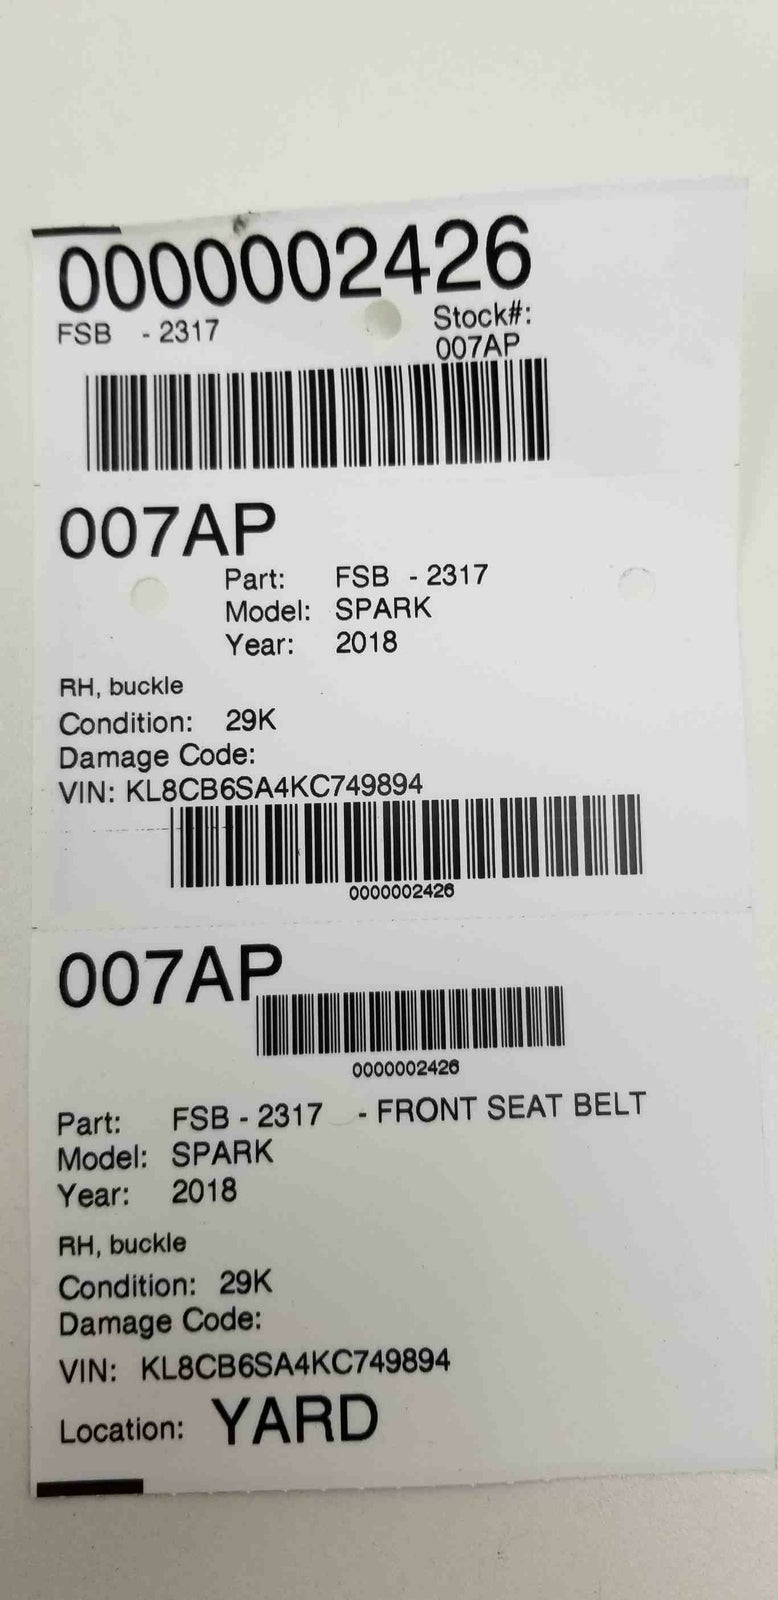 0000002426
FSB - 2317
Stock#:
007AP
007AP
Part: FSB - 2317
Model: SPARK
Year: 2018
RH, buckle
Condition: 29K
Damage Code:
VIN: KL8CB6SA4KC749894
0000002426
007AP
0000002426
Part: FSB - 2317 - FRONT SEAT BELT
Model: SPARK
Year: 2018
RH, buckle
Condition: 29K
Damage Code:
VIN: KL8CB6SA4KC749894
Location: YARD